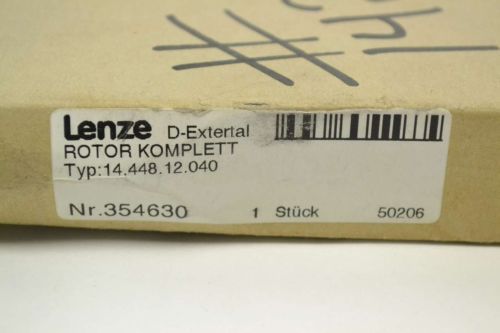 Lenze D-Extertal
ROTOR KOMPLETT
Typ:14.448.12.040
Nr.354630 1 Stück 50206